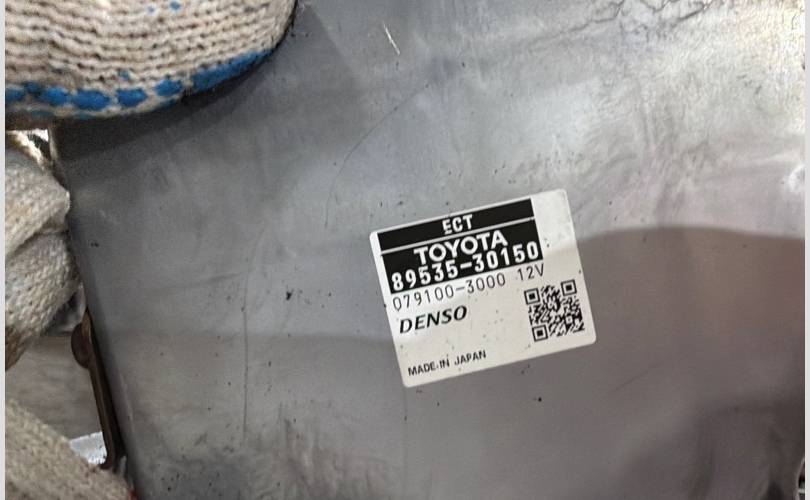 ECT
TOYOTA
89535-30150
079100-3000 12V
DENSO
MADE IN JAPAN